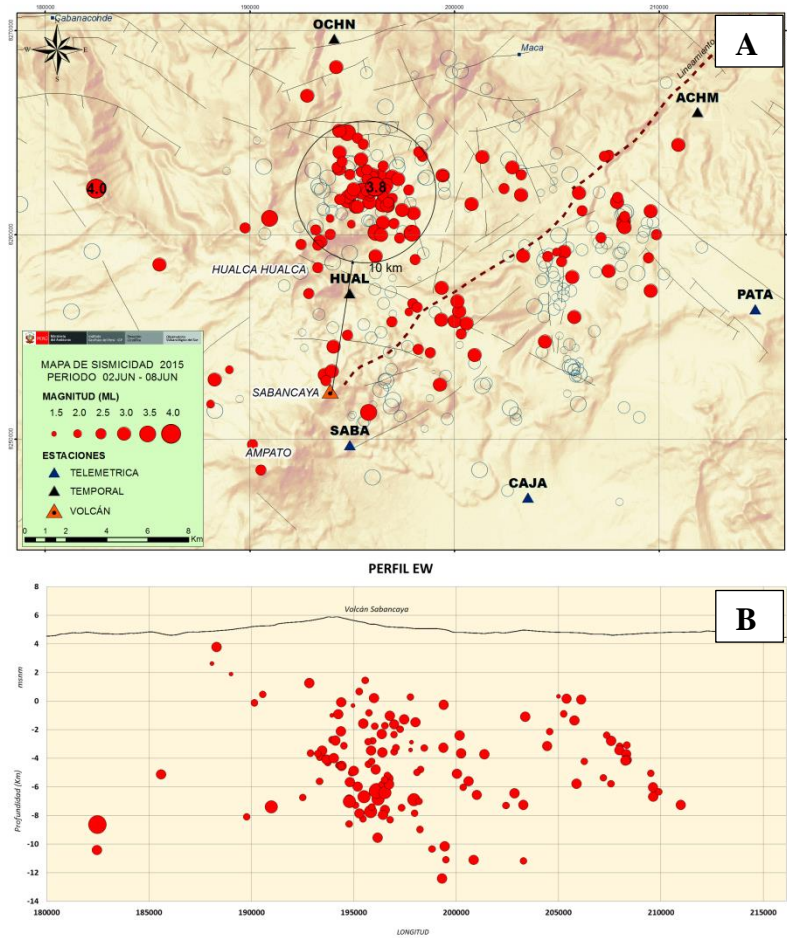 180000 190000 200000 210000
Cabanaconde
N
W E
S
OCHN
Maca
A
8270000
Lineamiento
ACHM
4.0
3.8
8260000
10 km
HUALCA HUALCA
HUAL
PATA
PERÚ
MAPA DE SISMICIDAD 2015
PERIODO 02JUN - 08JUN
MAGNITUD (ML)
1.5 2.0 2.5 3.0 3.5 4.0
ESTACIONES
TELEMETRICA
TEMPORAL
VOLCÁN
0 1 2 4 6 8
Km
SABANCAYA
SABA
AMPATO
8250000
CAJA
PERFIL EW
B
Volcán Sabancaya
8
6
4
2
0
-2
-4
-6
-8
-10
-12
-14
msnm
Profundidad (Km)
180000 185000 190000 195000 200000 205000 210000 215000
LONGITUD